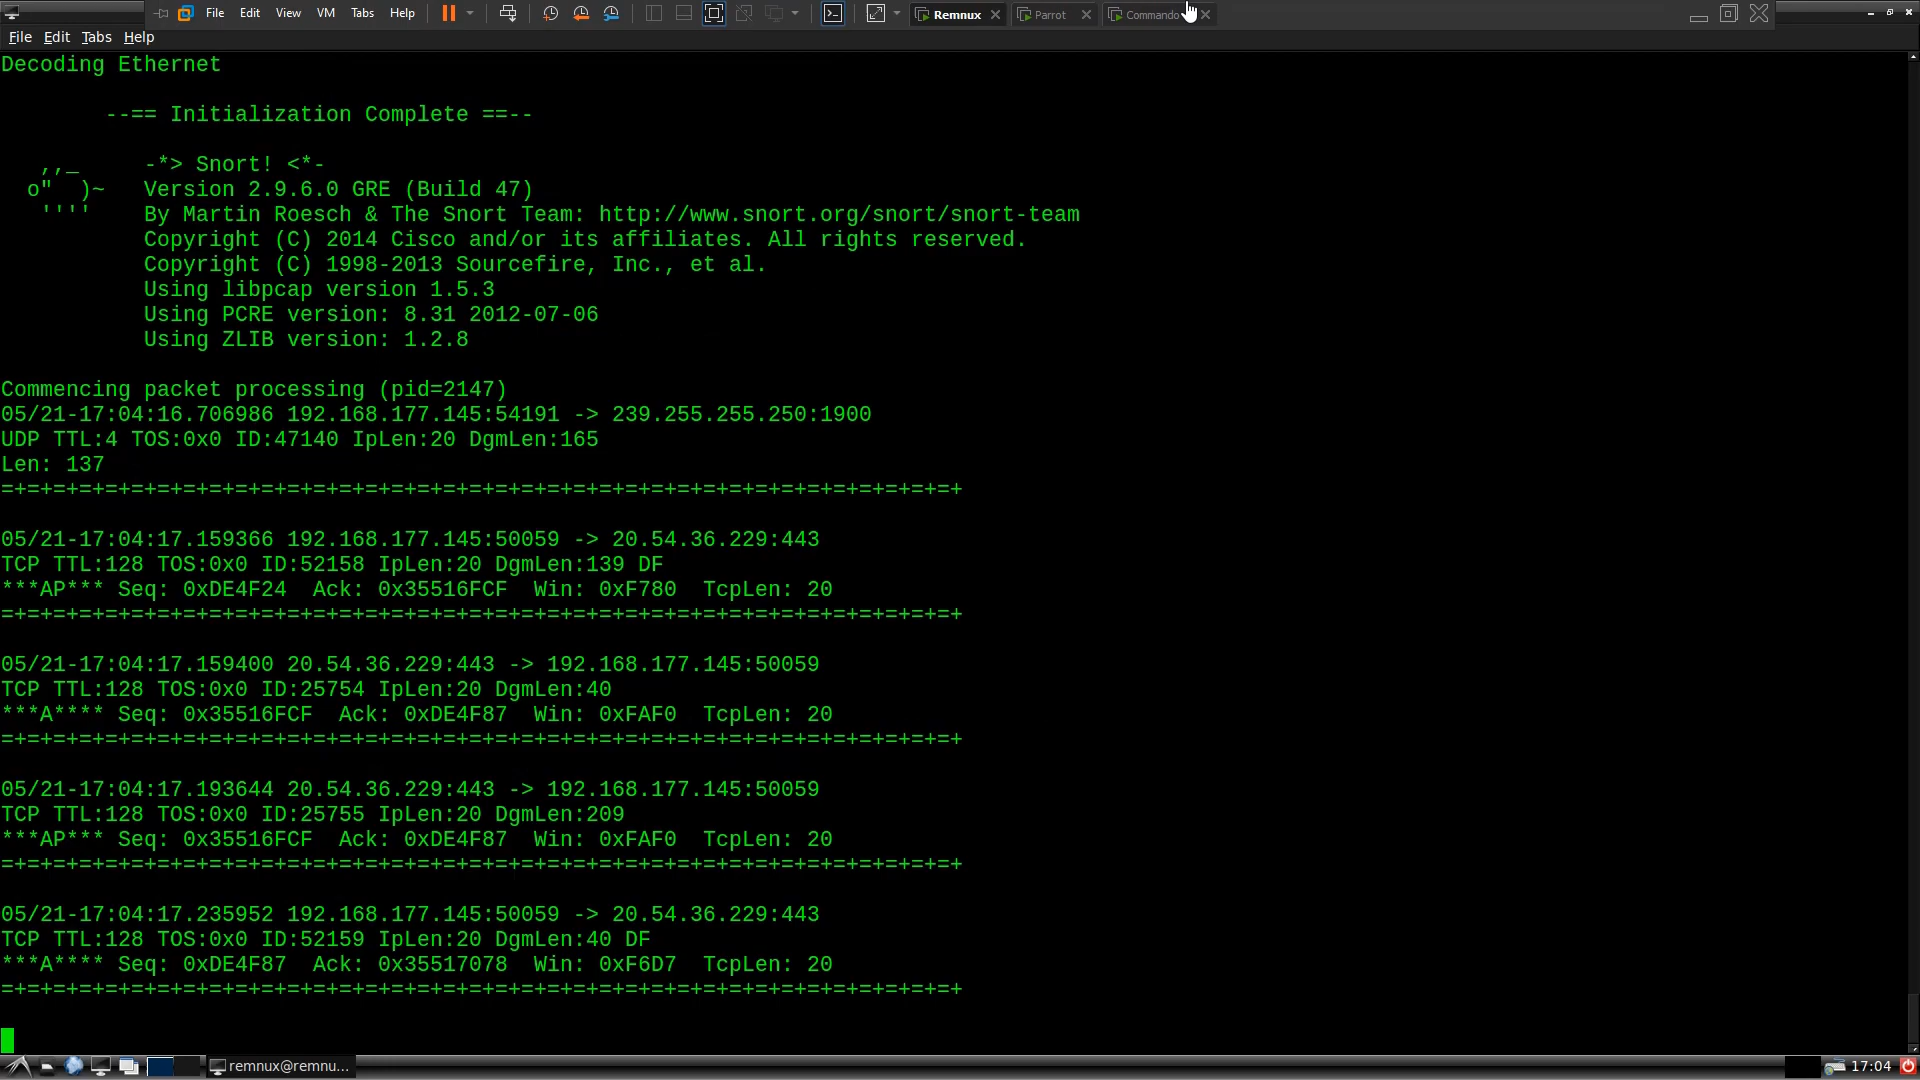 File Edit View VM Tabs Help Remnux Parrot Commando
File Edit Tabs Help
Decoding Ethernet
--== Initialization Complete ==--
,,_ -*> Snort! <*-
o" )~ Version 2.9.6.0 GRE (Build 47)
'''' By Martin Roesch & The Snort Team: http://www.snort.org/snort/snort-team
Copyright (C) 2014 Cisco and/or its affiliates. All rights reserved.
Copyright (C) 1998-2013 Sourcefire, Inc., et al.
Using libpcap version 1.5.3
Using PCRE version: 8.31 2012-07-06
Using ZLIB version: 1.2.8
Commencing packet processing (pid=2147)
05/21-17:04:16.706986 192.168.177.145:54191 -> 239.255.255.250:1900
UDP TTL:4 TOS:0x0 ID:47140 IpLen:20 DgmLen:165
Len: 137
=+=+=+=+=+=+=+=+=+=+=+=+=+=+=+=+=+=+=+=+=+=+=+=+=+=+=+=+=+=+=+=+=+=+=+=+=+
05/21-17:04:17.159366 192.168.177.145:50059 -> 20.54.36.229:443
TCP TTL:128 TOS:0x0 ID:52158 IpLen:20 DgmLen:139 DF
***AP*** Seq: 0xDE4F24 Ack: 0x35516FCF Win: 0xF780 TcpLen: 20
=+=+=+=+=+=+=+=+=+=+=+=+=+=+=+=+=+=+=+=+=+=+=+=+=+=+=+=+=+=+=+=+=+=+=+=+=+
05/21-17:04:17.159400 20.54.36.229:443 -> 192.168.177.145:50059
TCP TTL:128 TOS:0x0 ID:25754 IpLen:20 DgmLen:40
***A**** Seq: 0x35516FCF Ack: 0xDE4F87 Win: 0xFAF0 TcpLen: 20
=+=+=+=+=+=+=+=+=+=+=+=+=+=+=+=+=+=+=+=+=+=+=+=+=+=+=+=+=+=+=+=+=+=+=+=+=+
05/21-17:04:17.193644 20.54.36.229:443 -> 192.168.177.145:50059
TCP TTL:128 TOS:0x0 ID:25755 IpLen:20 DgmLen:209
***AP*** Seq: 0x35516FCF Ack: 0xDE4F87 Win: 0xFAF0 TcpLen: 20
=+=+=+=+=+=+=+=+=+=+=+=+=+=+=+=+=+=+=+=+=+=+=+=+=+=+=+=+=+=+=+=+=+=+=+=+=+
05/21-17:04:17.235952 192.168.177.145:50059 -> 20.54.36.229:443
TCP TTL:128 TOS:0x0 ID:52159 IpLen:20 DgmLen:40 DF
***A**** Seq: 0xDE4F87 Ack: 0x35517078 Win: 0xF6D7 TcpLen: 20
=+=+=+=+=+=+=+=+=+=+=+=+=+=+=+=+=+=+=+=+=+=+=+=+=+=+=+=+=+=+=+=+=+=+=+=+=+
remnux@remnu... 17:04